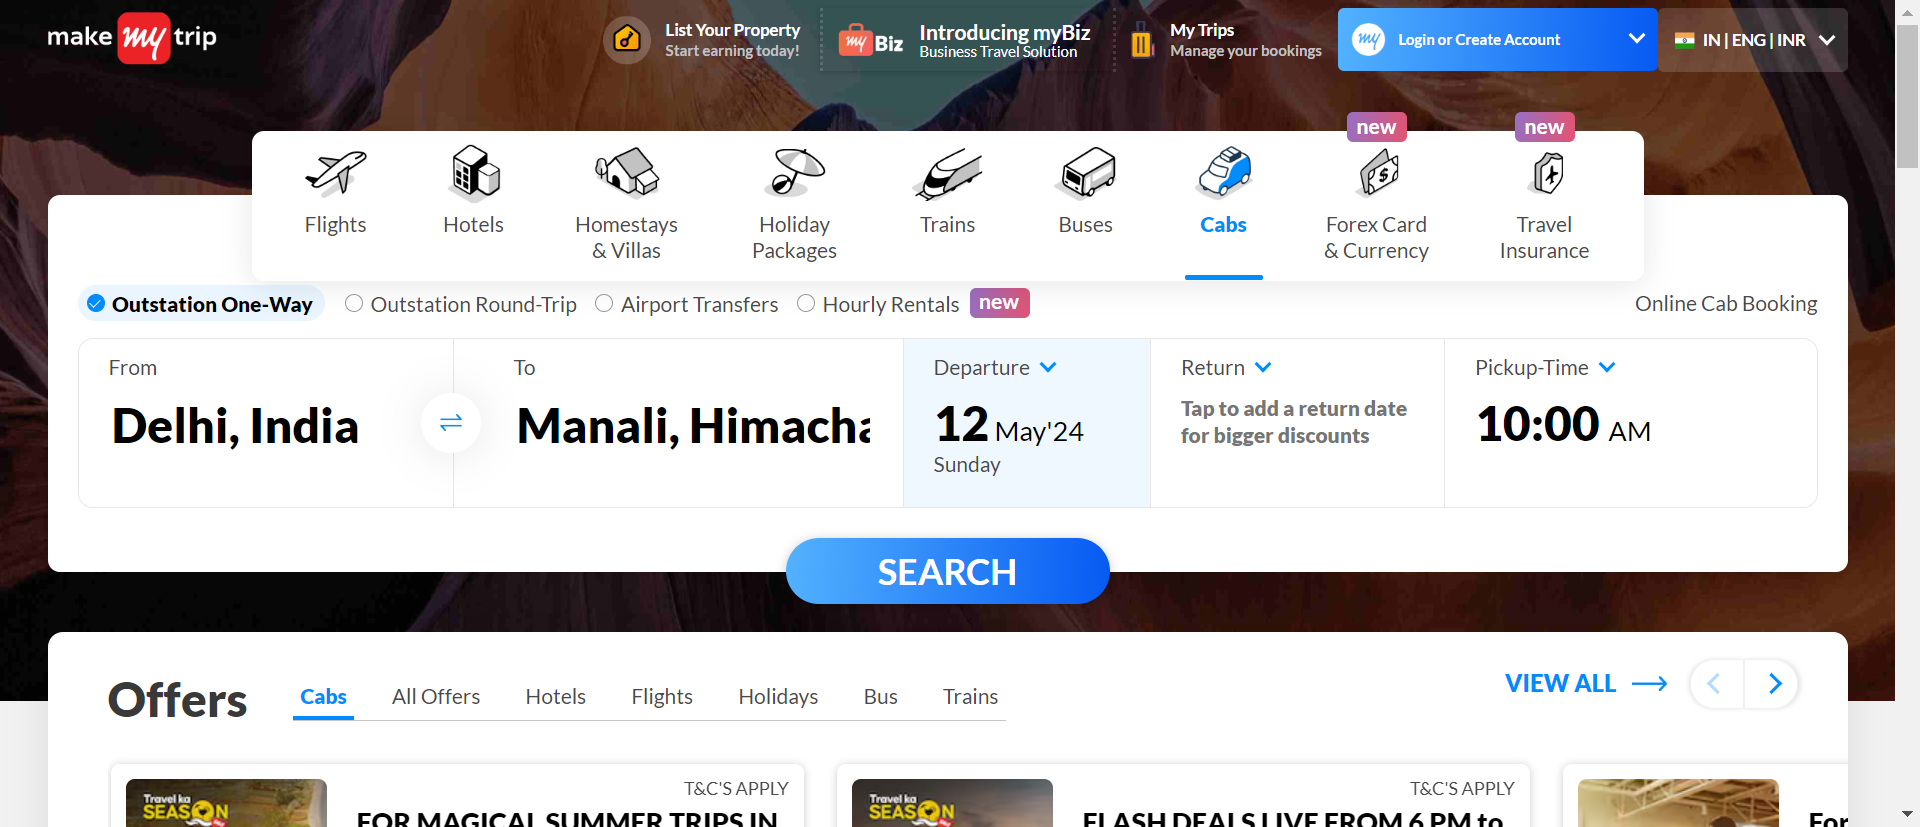 make my trip
List Your Property
Start earning today!
my Biz
Introducing myBiz
Business Travel Solution
My Trips
Manage your bookings
my
Login or Create Account
IN | ENG | INR
new
new
Flights
Hotels
Homestays
& Villas
Holiday
Packages
Trains
Buses
Cabs
Forex Card
& Currency
Travel
Insurance
Outstation One-Way
Outstation Round-Trip
Airport Transfers
Hourly Rentals
new
Online Cab Booking
From
Delhi, India
To
Manali, Himacha
Departure
12 May'24
Sunday
Return
Tap to add a return date
for bigger discounts
Pickup-Time
10:00 AM
SEARCH
Offers
Cabs
All Offers
Hotels
Flights
Holidays
Bus
Trains
VIEW ALL
Travel ka
SEASON
T&C'S APPLY
FOR MAGICAL SUMMER TRIPS IN
Travel ka
SEASON
T&C'S APPLY
FLASH DEALS LIVE FROM 6 PM to
For